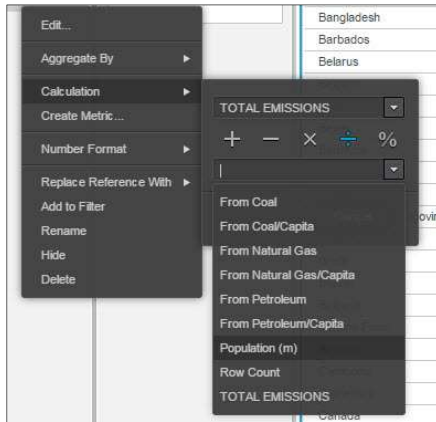 Edit...
Aggregate By
Calculation
Create Metric...
Number Format
Replace Reference With
Add to Filter
Rename
Hide
Delete
TOTAL EMISSIONS
+ − × ÷ %
From Coal
From Coal/Capita
From Natural Gas
From Natural Gas/Capita
From Petroleum
From Petroleum/Capita
Population (m)
Row Count
TOTAL EMISSIONS
Bangladesh
Barbados
Belarus
Canada